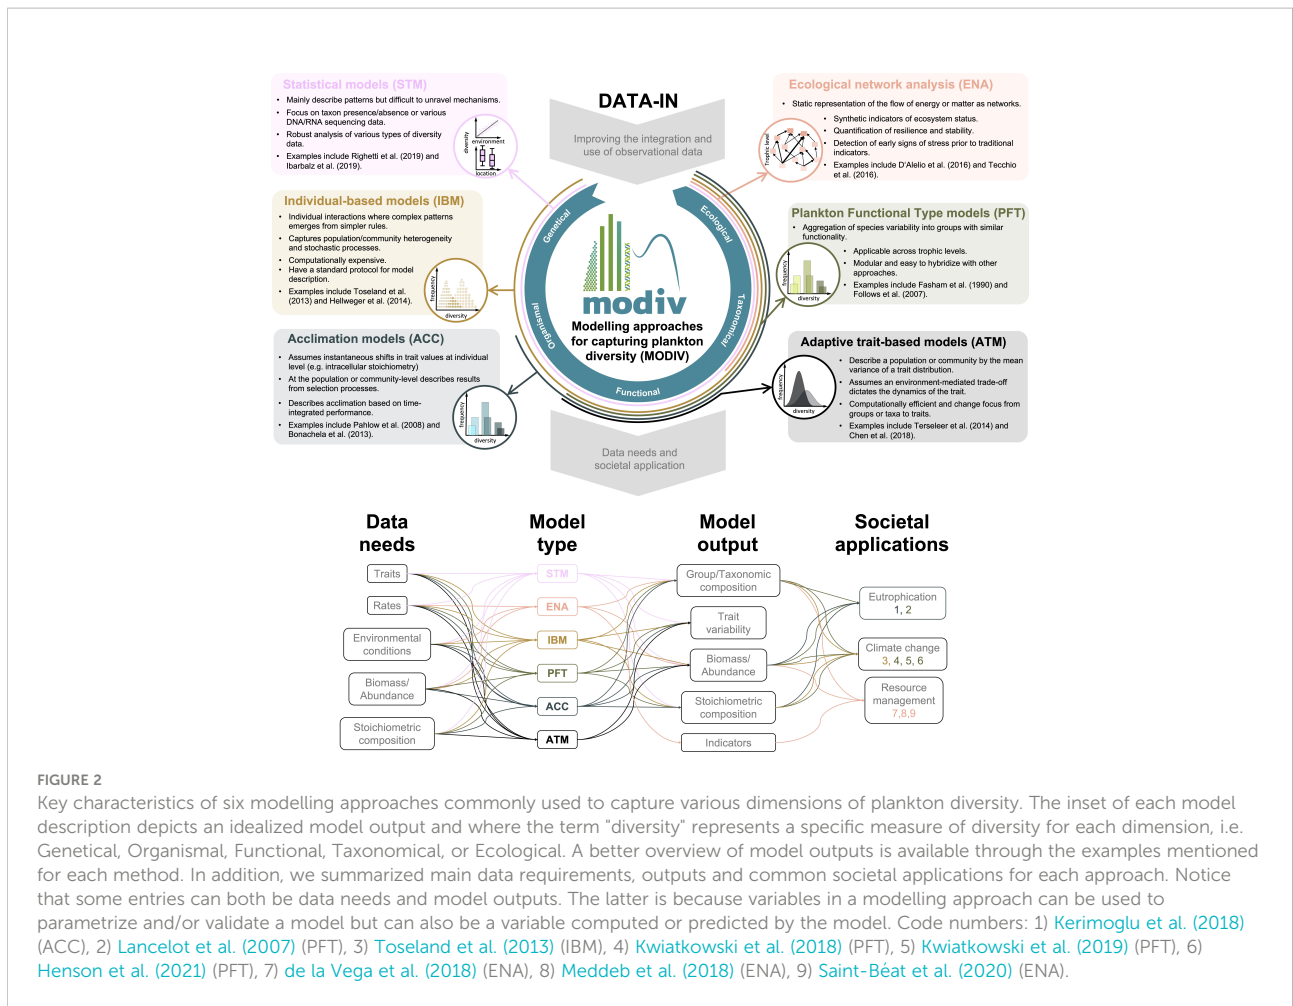 DATA-IN
Improving the integration and
use of observational data
Statistical models (STM)
• Mainly describe patterns but difficult to unravel mechanisms.
• Focus on taxon presence/absence or various
DNA/RNA sequencing data.
• Robust analysis of various types of diversity
data.
• Examples include Righetti et al. (2019) and
Ibarbalz et al. (2019).
diversity
environment
location
Individual-based models (IBM)
• Individual interactions where complex patterns
emerges from simpler rules.
• Captures population/community heterogeneity
and stochastic processes.
• Computationally expensive.
• Have a standard protocol for model
description.
• Examples include Toseland et al.
(2013) and Hellweger et al. (2014).
frequency
diversity
Acclimation models (ACC)
• Assumes instantaneous shifts in trait values at individual
level (e.g. intracellular stoichiometry)
• At the population or community-level describes results
from selection processes.
• Describes acclimation based on time-
integrated performance.
• Examples include Pahlow et al. (2008) and
Bonachela et al. (2013).
frequency
diversity
Genetical
Organismal
Functional
Taxonomical
Ecological
modiv
Modelling approaches
for capturing plankton
diversity (MODIV)
Ecological network analysis (ENA)
• Static representation of the flow of energy or matter as networks.
• Synthetic indicators of ecosystem status.
• Quantification of resilience and stability.
• Detection of early signs of stress prior to traditional
indicators.
• Examples include D'Alelio et al. (2016) and Tecchio
et al. (2016).
Trophic level
Plankton Functional Type models (PFT)
• Aggregation of species variability into groups with similar
functionality.
• Applicable across trophic levels.
• Modular and easy to hybridize with other
approaches.
• Examples include Fasham et al. (1990) and
Follows et al. (2007).
frequency
diversity
Adaptive trait-based models (ATM)
• Describe a population or community by the mean
variance of a trait distribution.
• Assumes an environment-mediated trade-off
dictates the dynamics of the trait.
• Computationally efficient and change focus from
groups or taxa to traits.
• Examples include Terseleer et al. (2014) and
Chen et al. (2018).
frequency
diversity
Data needs and
societal application
Data
needs
Traits
Rates
Environmental
conditions
Biomass/
Abundance
Stoichiometric
composition
Model
type
STM
ENA
IBM
PFT
ACC
ATM
Model
output
Group/Taxonomic
composition
Trait
variability
Biomass/
Abundance
Stoichiometric
composition
Indicators
Societal
applications
Eutrophication
1, 2
Climate change
3, 4, 5, 6
Resource
management
7,8,9
FIGURE 2
Key characteristics of six modelling approaches commonly used to capture various dimensions of plankton diversity. The inset of each model
description depicts an idealized model output and where the term "diversity" represents a specific measure of diversity for each dimension, i.e.
Genetical, Organismal, Functional, Taxonomical, or Ecological. A better overview of model outputs is available through the examples mentioned
for each method. In addition, we summarized main data requirements, outputs and common societal applications for each approach. Notice
that some entries can both be data needs and model outputs. The latter is because variables in a modelling approach can be used to
parametrize and/or validate a model but can also be a variable computed or predicted by the model. Code numbers: 1) Kerimoglu et al. (2018)
(ACC), 2) Lancelot et al. (2007) (PFT), 3) Toseland et al. (2013) (IBM), 4) Kwiatkowski et al. (2018) (PFT), 5) Kwiatkowski et al. (2019) (PFT), 6)
Henson et al. (2021) (PFT), 7) de la Vega et al. (2018) (ENA), 8) Meddeb et al. (2018) (ENA), 9) Saint-Béat et al. (2020) (ENA).